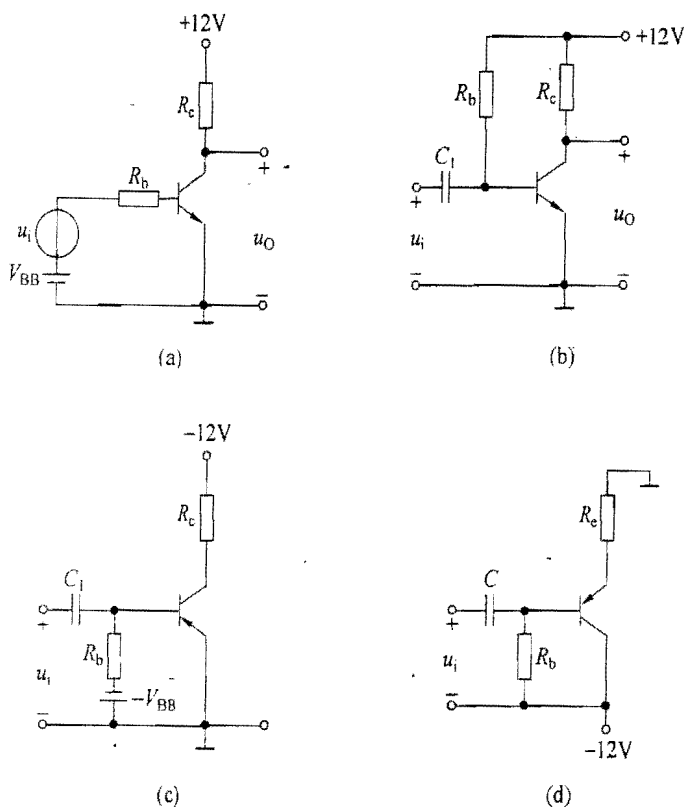 +12V
R_c
R_b
u_i
V_BB
+
u_O
−
(a)
+12V
R_b
R_c
C_1
+
+
u_i
u_O
−
−
(b)
−12V
R_c
C_1
+
R_b
u_i
−V_BB
−
(c)
R_e
C
+
R_b
u_i
−
−12V
(d)